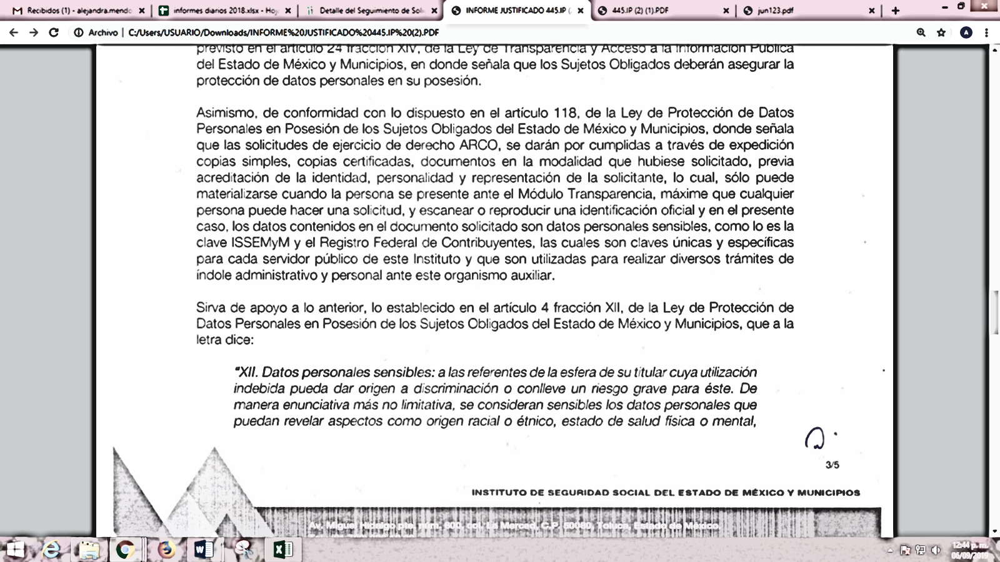 Recibidos (1) - alejandra.mendo
informes diarios 2018.xlsx - Hoj
Detalle del Seguimiento de Soli
INFORME JUSTIFICADO 445.IP (
445.IP (2) (1).PDF
jun123.pdf
Archivo | C:/Users/USUARIO/Downloads/INFORME%20JUSTIFICADO%20445.IP%20(2).PDF
A
previsto en el artículo 24 fracción XIV, de la Ley de Transparencia y Acceso a la Información Pública
del Estado de México y Municipios, en donde señala que los Sujetos Obligados deberán asegurar la
protección de datos personales en su posesión.
Asimismo, de conformidad con lo dispuesto en el artículo 118, de la Ley de Protección de Datos
Personales en Posesión de los Sujetos Obligados del Estado de México y Municipios, donde señala
que las solicitudes de ejercicio de derecho ARCO, se darán por cumplidas a través de expedición
copias simples, copias certificadas, documentos en la modalidad que hubiese solicitado, previa
acreditación de la identidad, personalidad y representación de la solicitante, lo cual, sólo puede
materializarse cuando la persona se presente ante el Módulo Transparencia, máxime que cualquier
persona puede hacer una solicitud, y escanear o reproducir una identificación oficial y en el presente
caso, los datos contenidos en el documento solicitado son datos personales sensibles, como lo es la
clave ISSEMyM y el Registro Federal de Contribuyentes, las cuales son claves únicas y específicas
para cada servidor público de este Instituto y que son utilizadas para realizar diversos trámites de
índole administrativo y personal ante este organismo auxiliar.
Sirva de apoyo a lo anterior, lo establecido en el artículo 4 fracción XII, de la Ley de Protección de
Datos Personales en Posesión de los Sujetos Obligados del Estado de México y Municipios, que a la
letra dice:
"XII. Datos personales sensibles: a las referentes de la esfera de su titular cuya utilización
indebida pueda dar origen a discriminación o conlleve un riesgo grave para éste. De
manera enunciativa más no limitativa, se consideran sensibles los datos personales que
puedan revelar aspectos como origen racial o étnico, estado de salud física o mental,
3/5
INSTITUTO DE SEGURIDAD SOCIAL DEL ESTADO DE MÉXICO Y MUNICIPIOS
Av. Miguel Hidalgo pte. núm. 600, col. La Merced, C.P. 50080, Toluca, Estado de México.
12:44 p. m.
06/09/2019